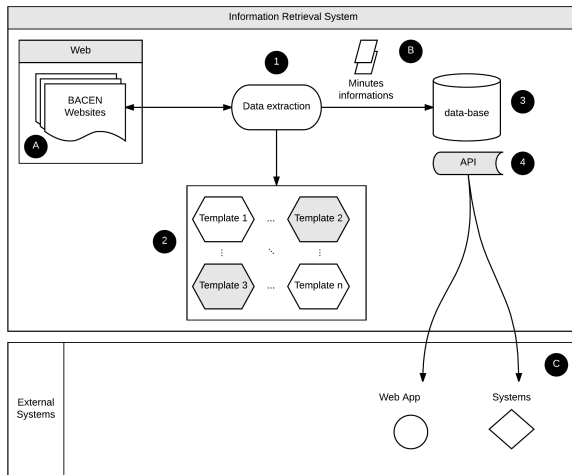 Information Retrieval System
Web
BACEN
Websites
A
1
Data extraction
B
Minutes
informations
data-base
3
API
4
2
Template 1
...
Template 2
...
...
...
Template 3
...
Template n
External
Systems
C
Web App
Systems